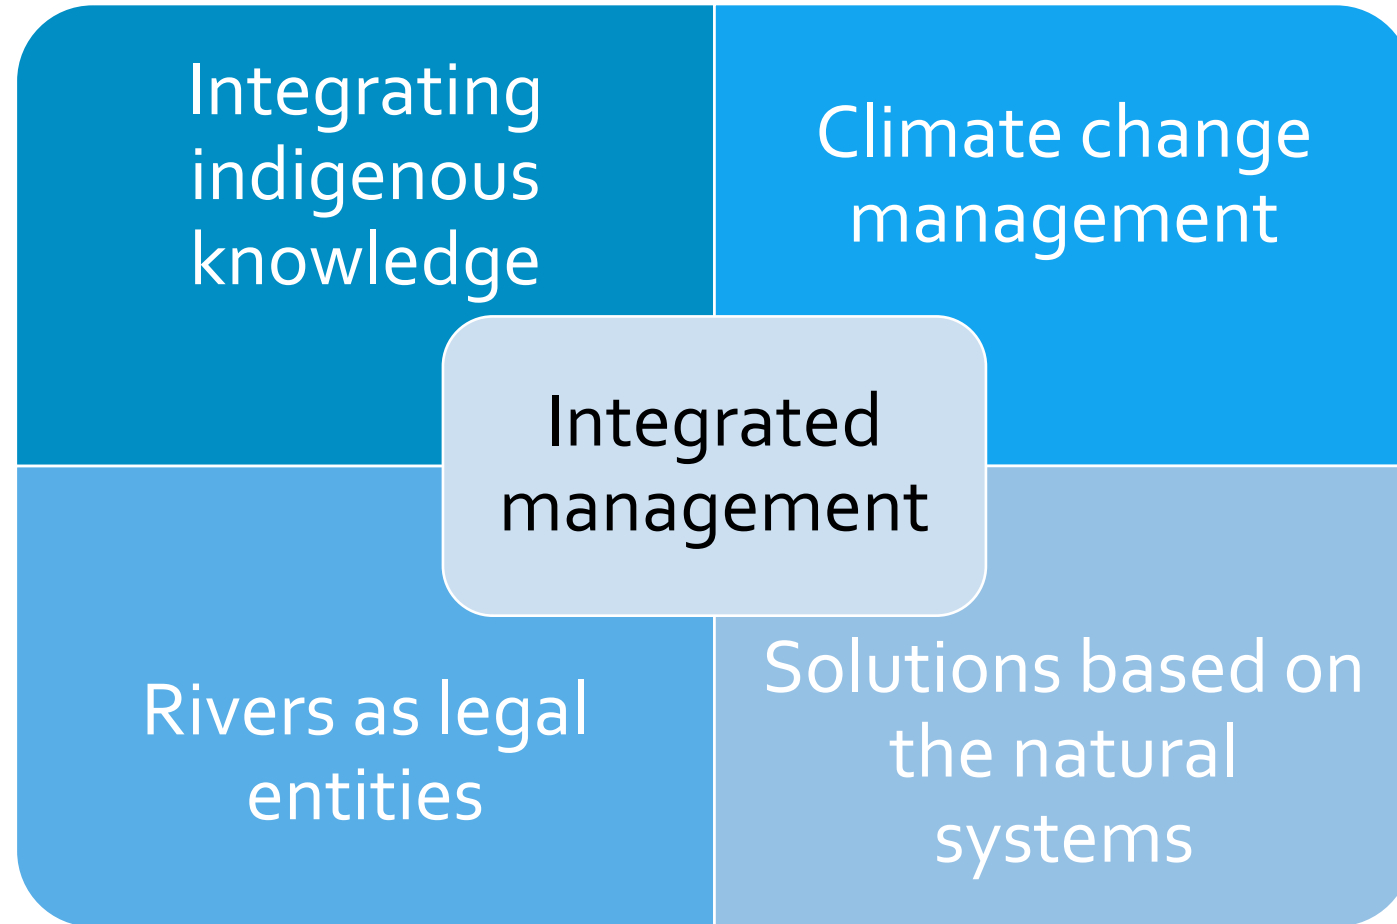 Integrating
indigenous
knowledge
Climate change
management
Integrated
management
Rivers as legal
entities
Solutions based on
the natural
systems